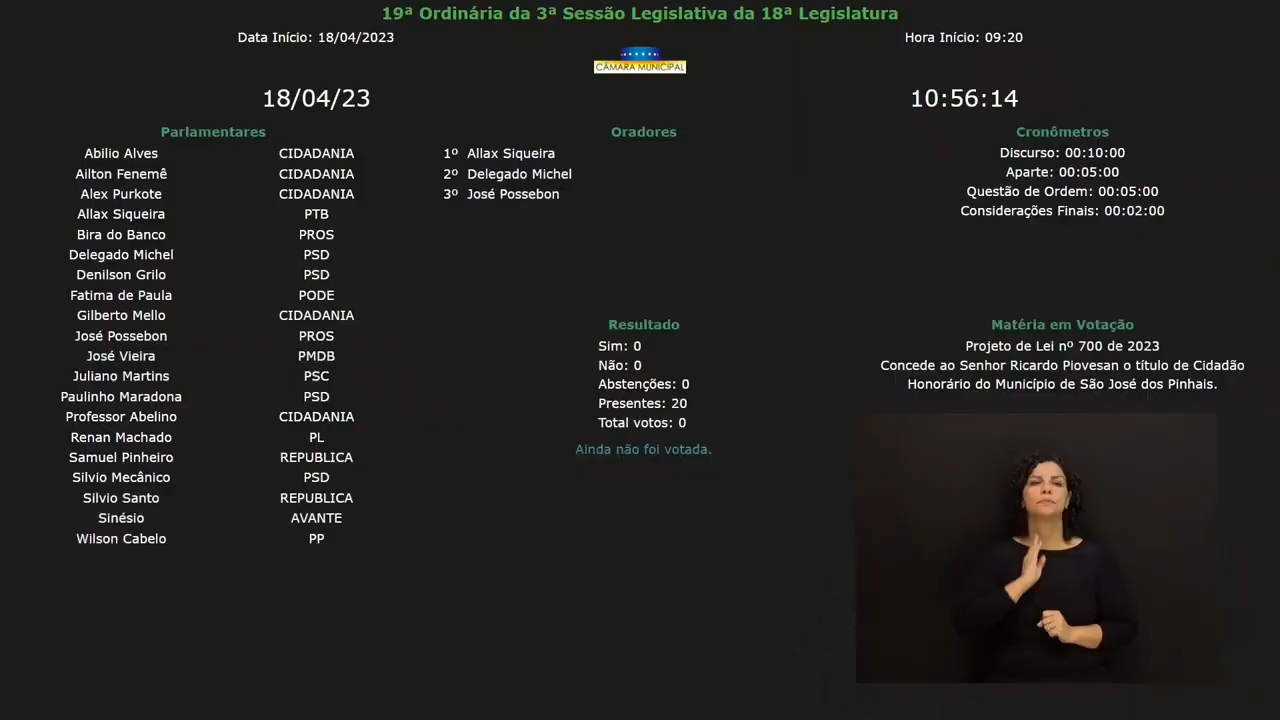 19ª Ordinária da 3ª Sessão Legislativa da 18ª Legislatura
Data Início: 18/04/2023
Hora Início: 09:20
CÂMARA MUNICIPAL
18/04/23
10:56:14
Parlamentares
Abilio Alves CIDADANIA
Ailton Fenemê CIDADANIA
Alex Purkote CIDADANIA
Allax Siqueira PTB
Bira do Banco PROS
Delegado Michel PSD
Denilson Grilo PSD
Fatima de Paula PODE
Gilberto Mello CIDADANIA
José Possebon PROS
José Vieira PMDB
Juliano Martins PSC
Paulinho Maradona PSD
Professor Abelino CIDADANIA
Renan Machado PL
Samuel Pinheiro REPUBLICA
Silvio Mecânico PSD
Silvio Santo REPUBLICA
Sinésio AVANTE
Wilson Cabelo PP
Oradores
1º Allax Siqueira
2º Delegado Michel
3º José Possebon
Resultado
Sim: 0
Não: 0
Abstenções: 0
Presentes: 20
Total votos: 0
Ainda não foi votada.
Cronômetros
Discurso: 00:10:00
Aparte: 00:05:00
Questão de Ordem: 00:05:00
Considerações Finais: 00:02:00
Matéria em Votação
Projeto de Lei nº 700 de 2023
Concede ao Senhor Ricardo Piovesan o título de Cidadão
Honorário do Município de São José dos Pinhais.